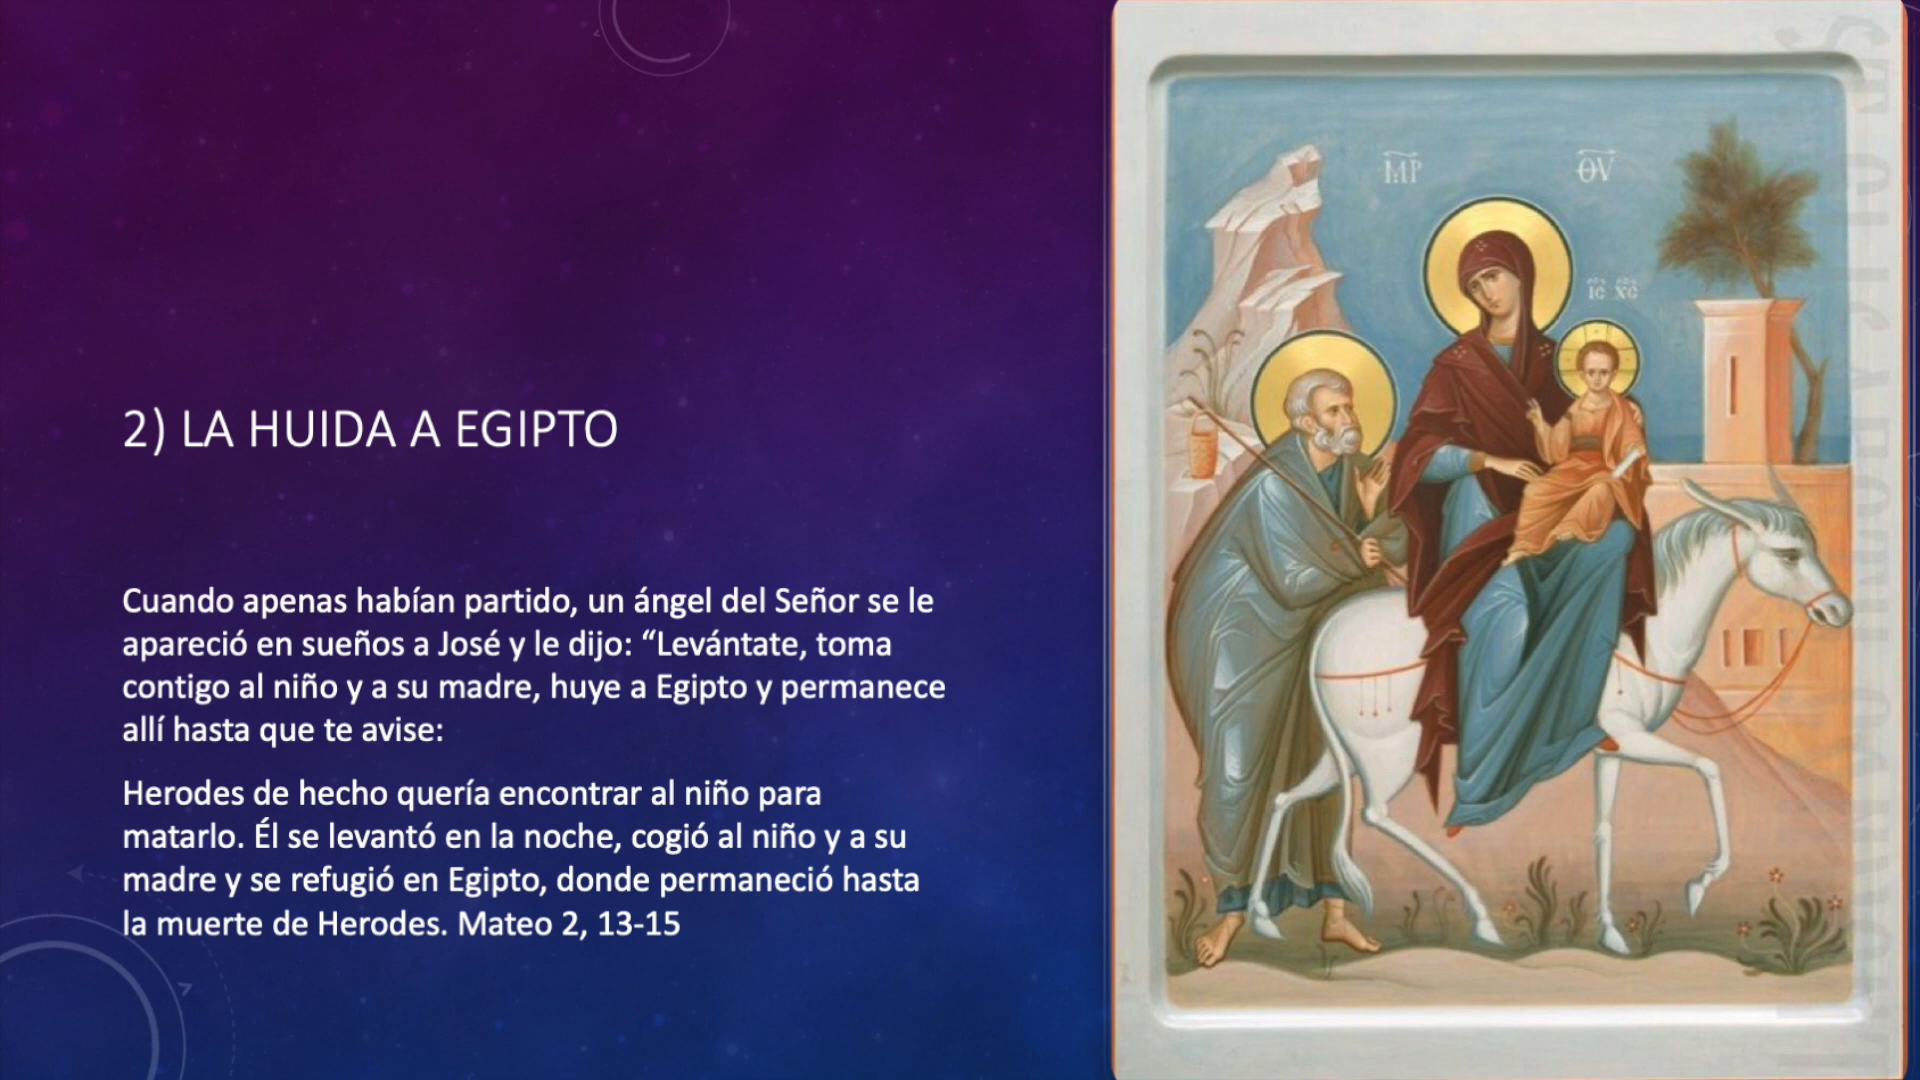 2) LA HUIDA A EGIPTO
Cuando apenas habían partido, un ángel del Señor se le
apareció en sueños a José y le dijo: “Levántate, toma
contigo al niño y a su madre, huye a Egipto y permanece
allí hasta que te avise:
Herodes de hecho quería encontrar al niño para
matarlo. Él se levantó en la noche, cogió al niño y a su
madre y se refugió en Egipto, donde permaneció hasta
la muerte de Herodes. Mateo 2, 13-15
ΜΡ ΘV
IC XC